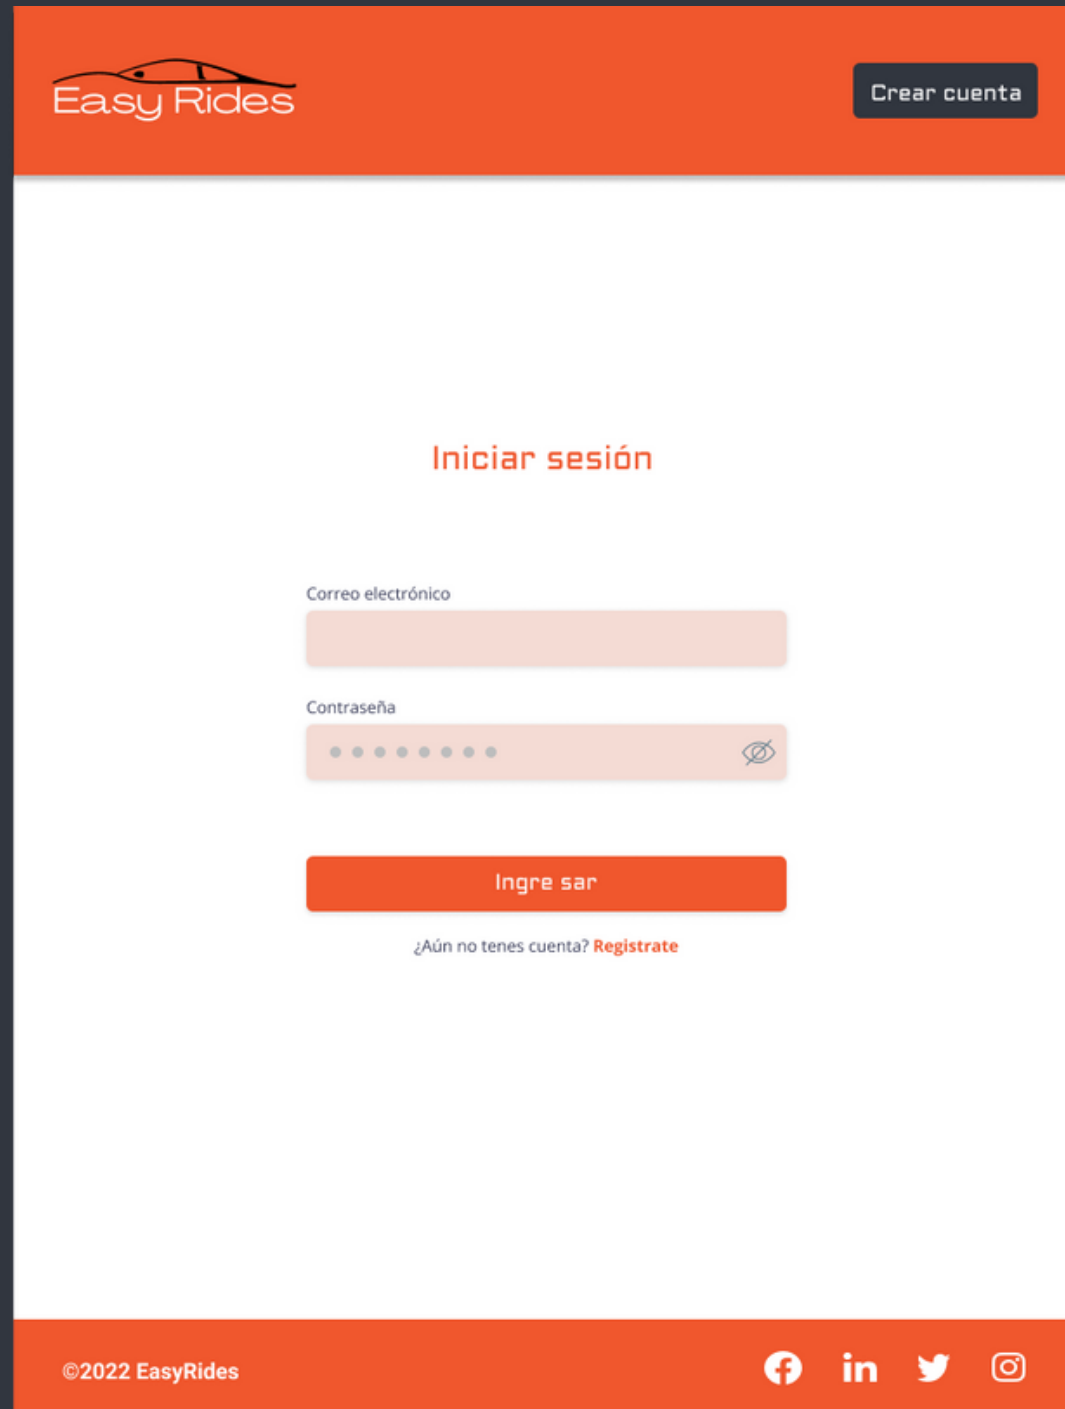 Easy Rides
Crear cuenta
Iniciar sesión
Correo electrónico
Contraseña
Ingre sar
¿Aún no tenes cuenta? Registrate
©2022 EasyRides